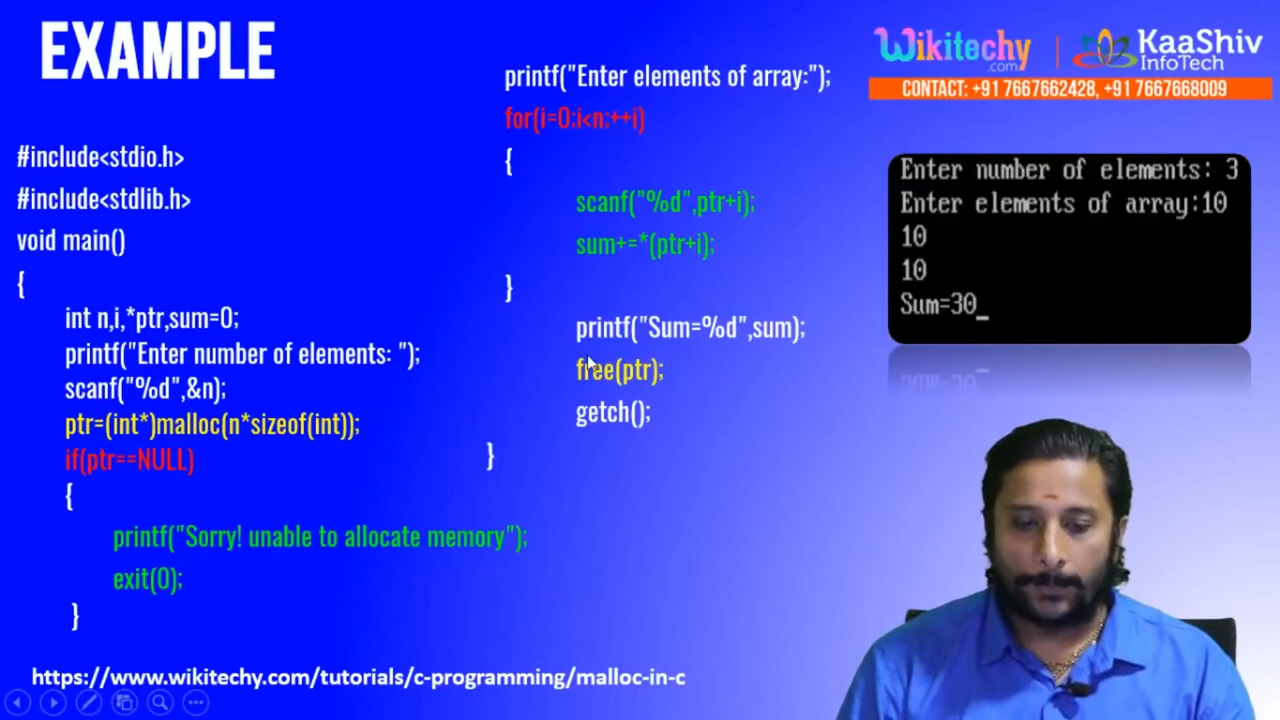 EXAMPLE
#include<stdio.h>
#include<stdlib.h>
void main()
{
int n,i,*ptr,sum=0;
printf("Enter number of elements: ");
scanf("%d",&n);
ptr=(int*)malloc(n*sizeof(int));
if(ptr==NULL)
{
printf("Sorry! unable to allocate memory");
exit(0);
}
printf("Enter elements of array:");
for(i=0;i<n;++i)
{
scanf("%d",ptr+i);
sum+=*(ptr+i);
}
printf("Sum=%d",sum);
free(ptr);
getch();
}
Wikitechy
.com
KaaShiv
InfoTech
CONTACT: +91 7667662428, +91 7667668009
Enter number of elements: 3
Enter elements of array:10
10
10
Sum=30_
https://www.wikitechy.com/tutorials/c-programming/malloc-in-c